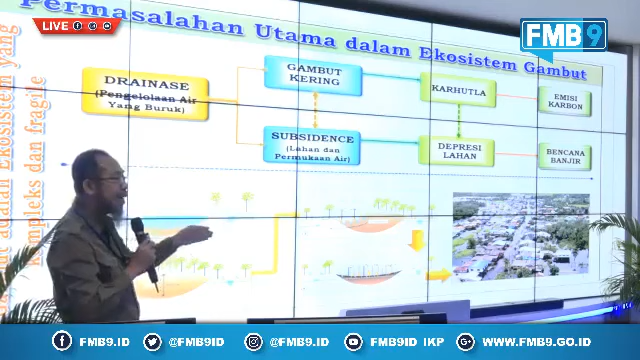 LIVE
FMB9
Permasalahan Utama dalam Ekosistem Gambut
DRAINASE
(Pengelolaan Air
Yang Buruk)
GAMBUT
KERING
KARHUTLA
EMISI
KARBON
SUBSIDENCE
(Lahan dan
Permukaan Air)
DEPRESI
LAHAN
BENCANA
BANJIR
adalah Ekosistem yang
kompleks dan fragile
FMB9.ID
@FMB9ID
FMB9.ID
FMB9ID IKP
WWW.FMB9.GO.ID